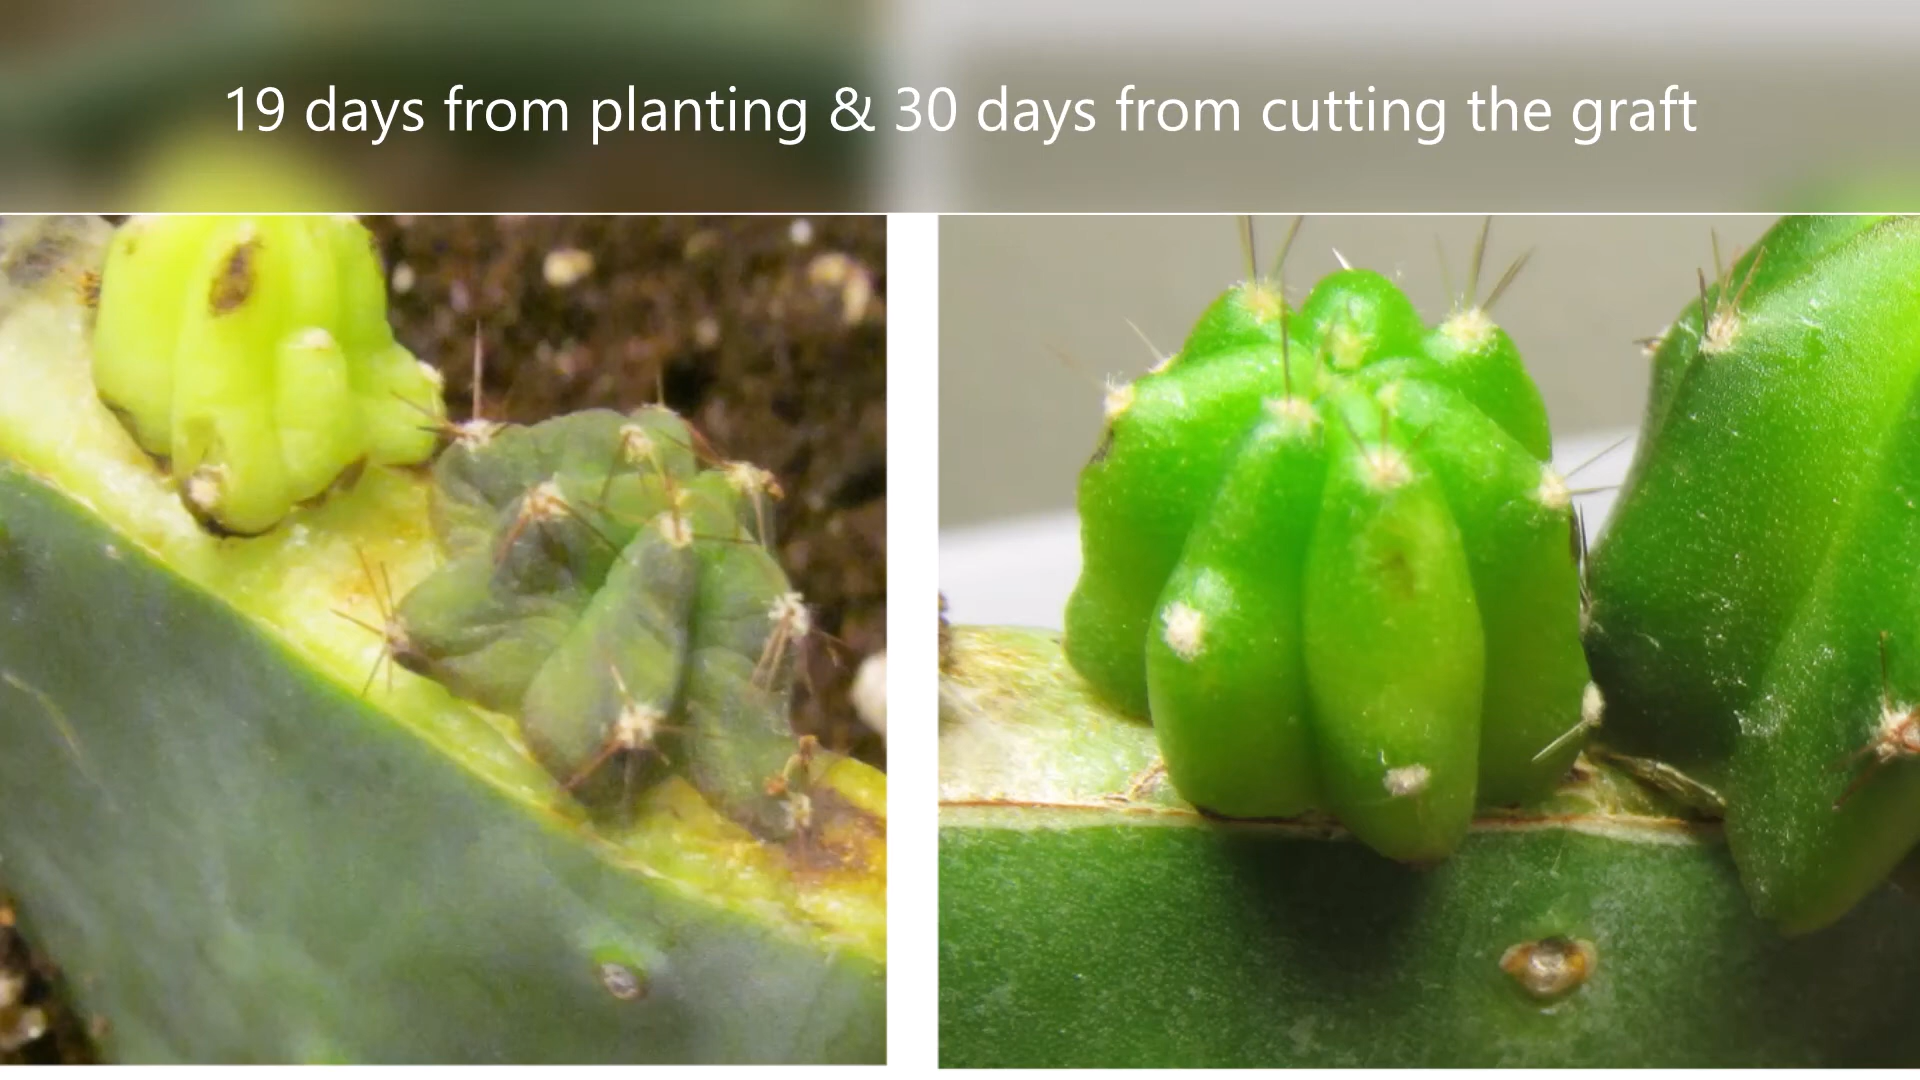 19 days from planting & 30 days from cutting the graft